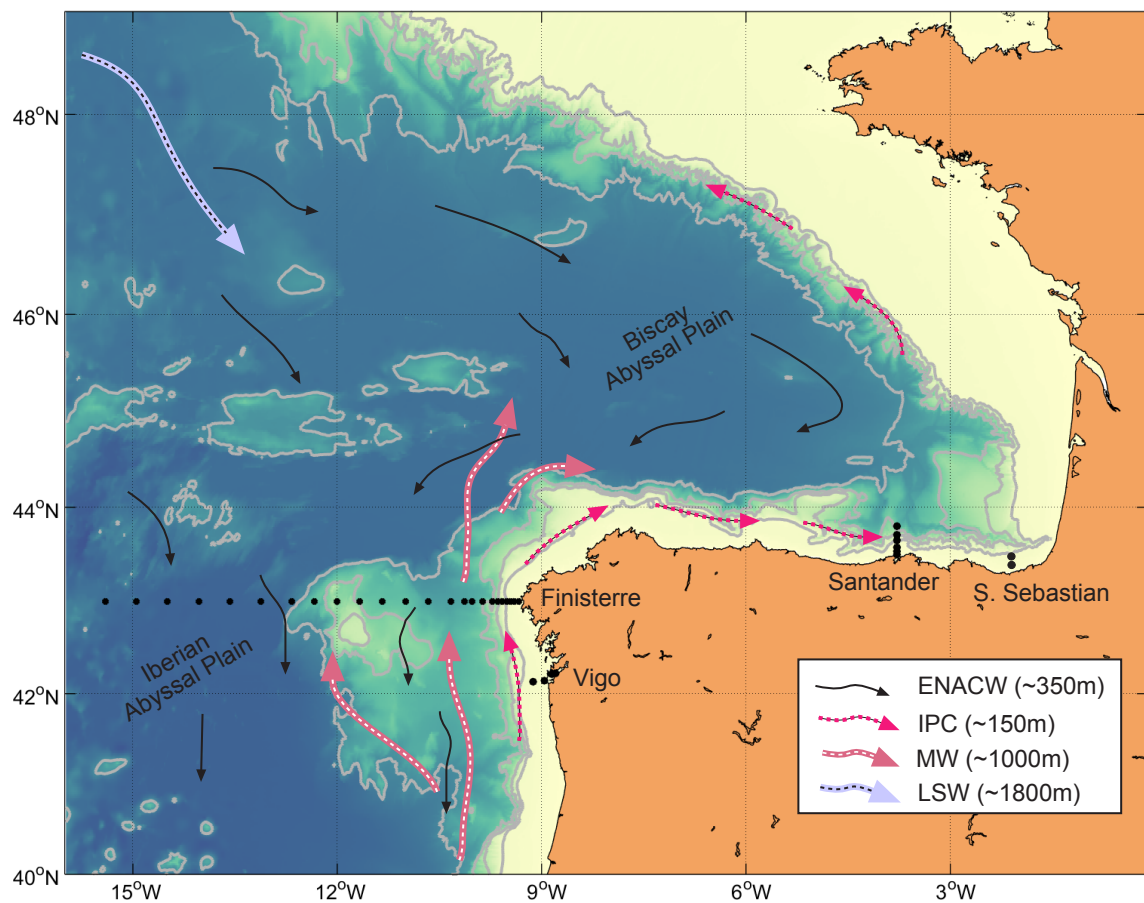 48°N
46°N
44°N
42°N
40°N
15°W
12°W
9°W
6°W
3°W
Biscay
Abyssal Plain
Iberian
Abyssal Plain
Finisterre
Vigo
Santander
S. Sebastian
ENACW (~350m)
IPC (~150m)
MW (~1000m)
LSW (~1800m)